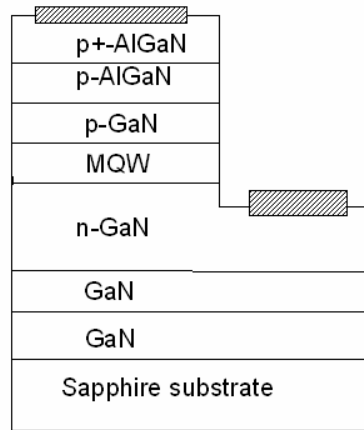 p+-AlGaN
p-AlGaN
p-GaN
MQW
n-GaN
GaN
GaN
Sapphire substrate